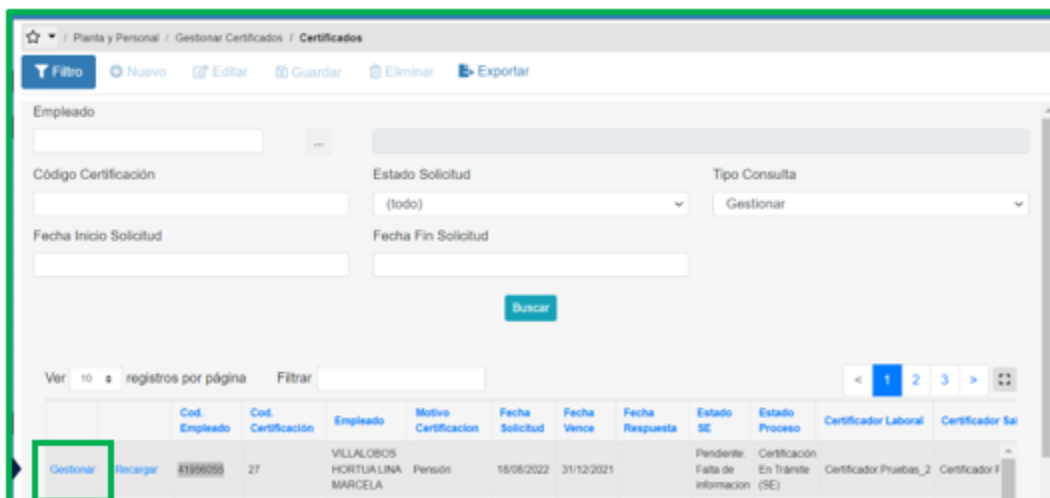 / Planta y Personal / Gestionar Certificados / Certificados
Filtro Nuevo Editar Guardar Eliminar Exportar
Empleado
...
Código Certificación Estado Solicitud Tipo Consulta
(todo) Gestionar
Fecha Inicio Solicitud Fecha Fin Solicitud
Buscar
Ver 10 registros por página Filtrar < 1 2 3 >
Cod. Empleado Cod. Certificación Empleado Motivo Certificacion Fecha Solicitud Fecha Vence Fecha Respuesta Estado SE Estado Proceso Certificador Laboral Certificador Sal
Gestionar Recargar 41956055 27 VILLALOBOS HORTUA LINA MARCELA Pensión 18/08/2022 31/12/2021 Pendiente: Falta de informacion Certificación En Trámite (SE) Certificador Pruebas_2 Certificador F